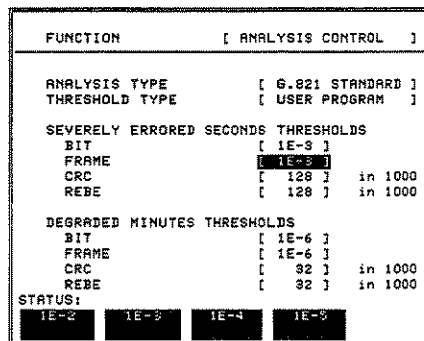 FUNCTION [ ANALYSIS CONTROL ]
ANALYSIS TYPE [ G.821 STANDARD ]
THRESHOLD TYPE [ USER PROGRAM ]
SEVERELY ERRORED SECONDS THRESHOLDS
BIT [ 1E-3 ]
FRAME [ 1E-3 ]
CRC [ 128 ] in 1000
REBE [ 128 ] in 1000
DEGRADED MINUTES THRESHOLDS
BIT [ 1E-6 ]
FRAME [ 1E-6 ]
CRC [ 32 ] in 1000
REBE [ 32 ] in 1000
STATUS:
1E-2 1E-3 1E-4 1E-5